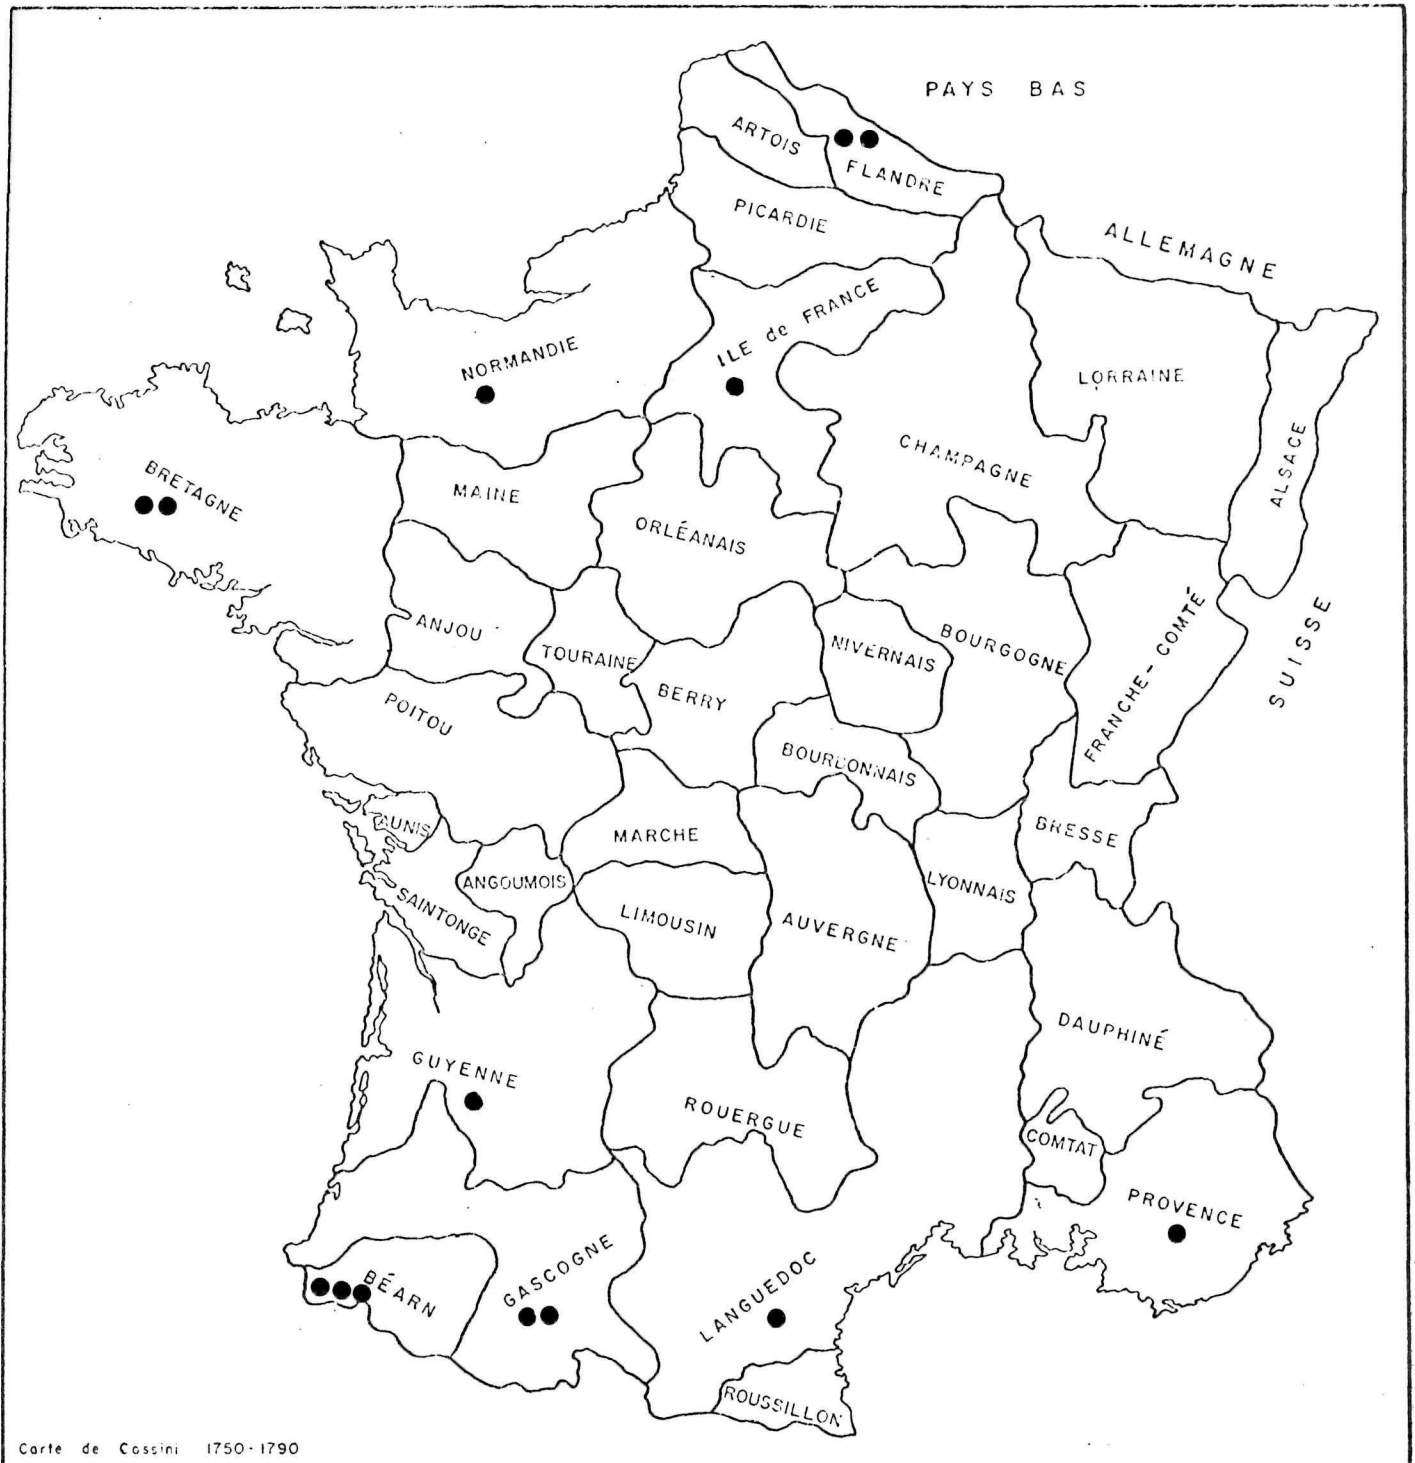 PAYS BAS
ARTOIS
FLANDRE
PICARDIE
ALLEMAGNE
ILE de FRANCE
NORMANDIE
LORRAINE
CHAMPAGNE
ALSACE
BRETAGNE
MAINE
ORLÉANAIS
ANJOU
TOURAINE
NIVERNAIS
BOURGOGNE
FRANCHE-COMTÉ
SUISSE
BERRY
POITOU
BOURBONNAIS
AUNIS
MARCHE
BRESSE
ANGOUMOIS
LYONNAIS
SAINTONGE
LIMOUSIN
AUVERGNE
DAUPHINÉ
GUYENNE
ROUERGUE
COMTAT
PROVENCE
BÉARN
GASCOGNE
LANGUEDOC
ROUSSILLON
Carte de Cassini 1750-1790